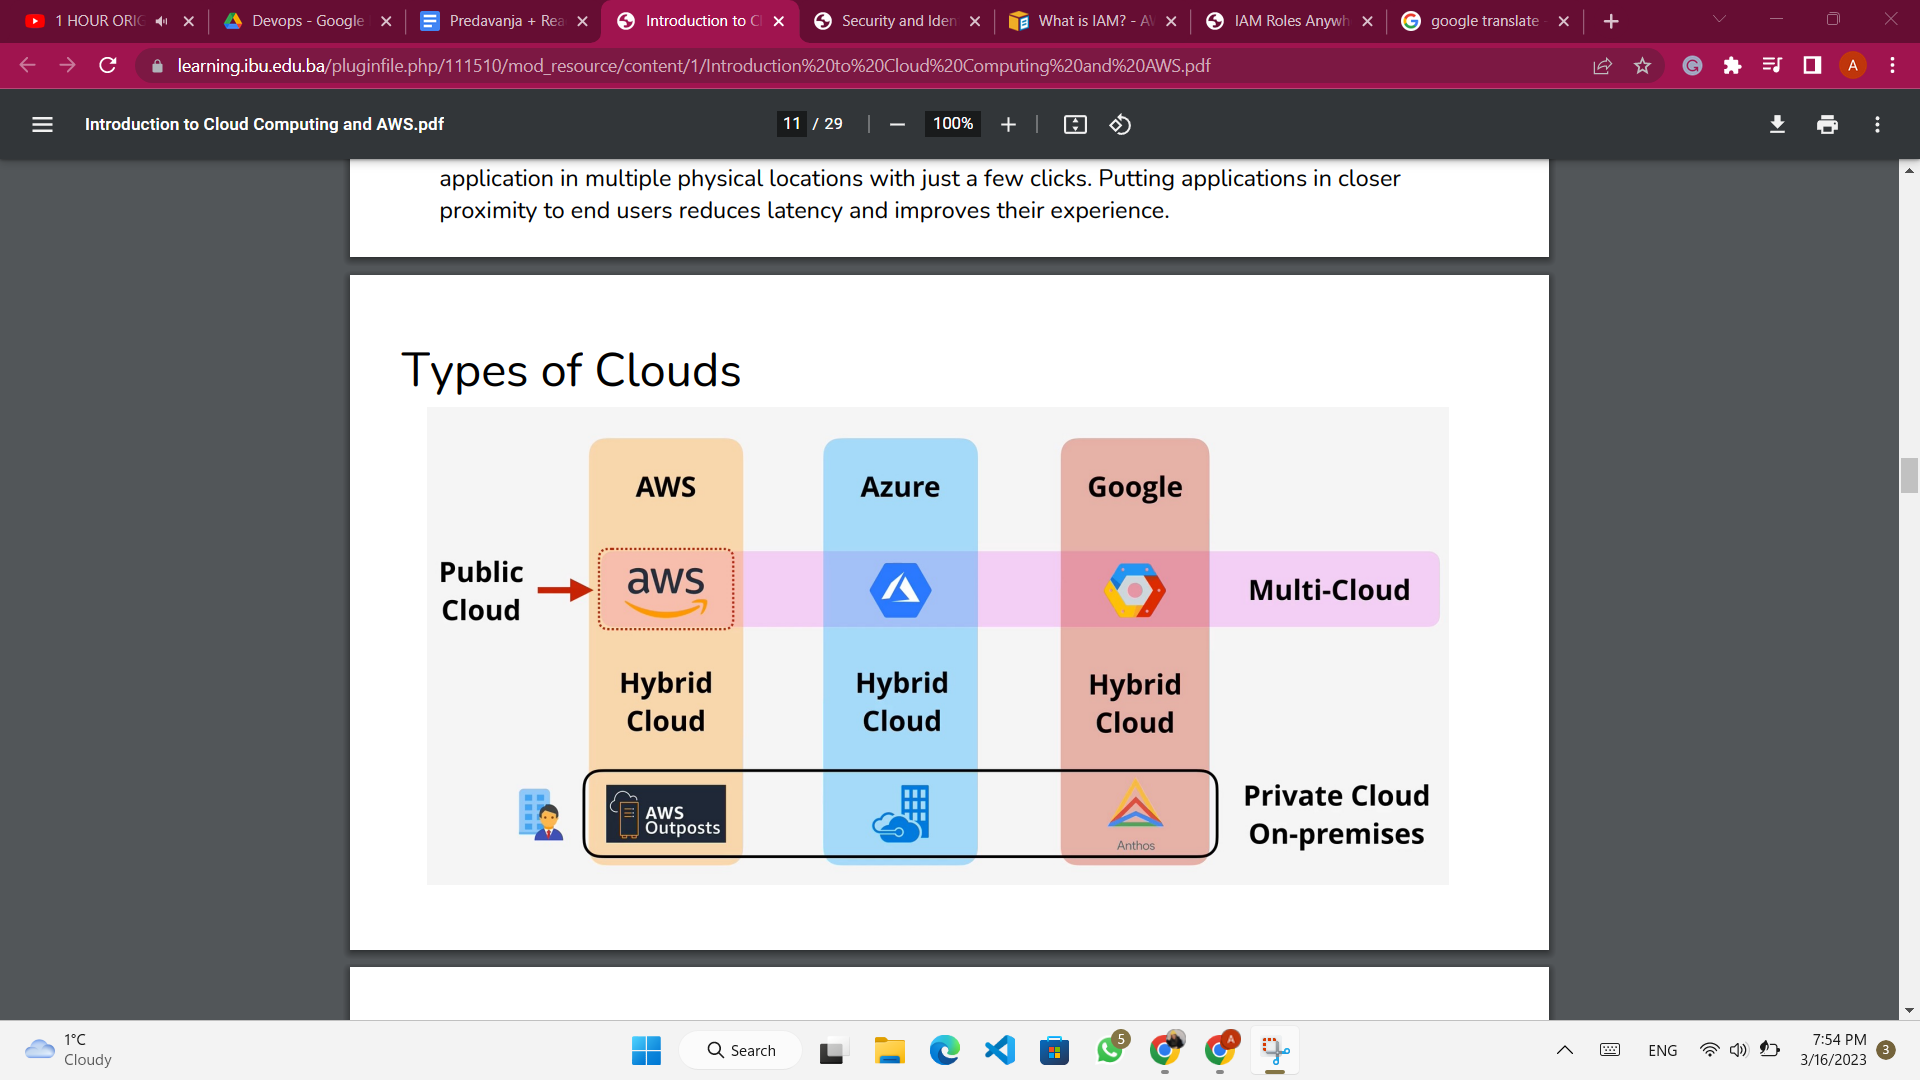 1 HOUR ORIG
Devops - Google
Predavanja + Rea
Introduction to Cl
Security and Iden
What is IAM? - AV
IAM Roles Anywh
google translate -
learning.ibu.edu.ba/pluginfile.php/111510/mod_resource/content/1/Introduction%20to%20Cloud%20Computing%20and%20AWS.pdf
A
Introduction to Cloud Computing and AWS.pdf
11 / 29
100%
application in multiple physical locations with just a few clicks. Putting applications in closer
proximity to end users reduces latency and improves their experience.
Types of Clouds
AWS
Azure
Google
Public
Cloud
aws
Multi-Cloud
Hybrid
Cloud
Hybrid
Cloud
Hybrid
Cloud
AWS
Outposts
Anthos
Private Cloud
On-premises
1°C
Cloudy
Search
5
A
ENG
7:54 PM
3/16/2023
3